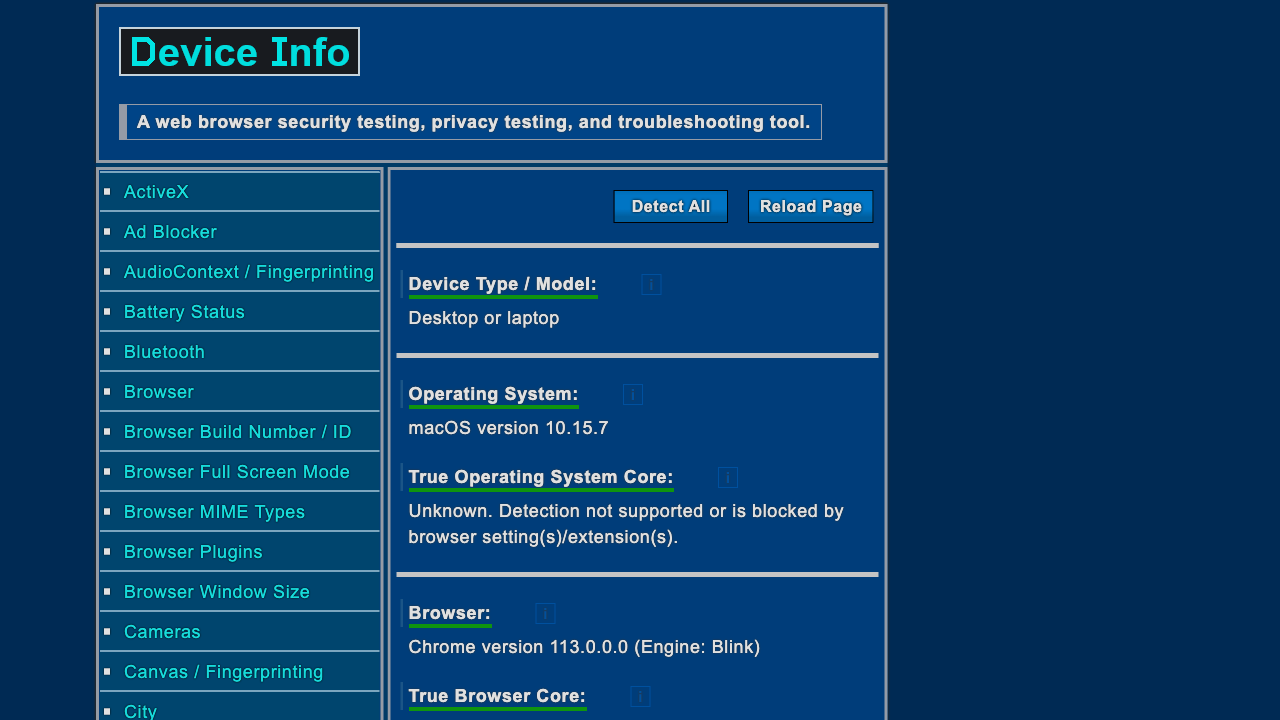 Device Info
A web browser security testing, privacy testing, and troubleshooting tool.
ActiveX
Ad Blocker
AudioContext / Fingerprinting
Battery Status
Bluetooth
Browser
Browser Build Number / ID
Browser Full Screen Mode
Browser MIME Types
Browser Plugins
Browser Window Size
Cameras
Canvas / Fingerprinting
City
Detect All Reload Page
Device Type / Model: i
Desktop or laptop
Operating System: i
macOS version 10.15.7
True Operating System Core: i
Unknown. Detection not supported or is blocked by
browser setting(s)/extension(s).
Browser: i
Chrome version 113.0.0.0 (Engine: Blink)
True Browser Core: i